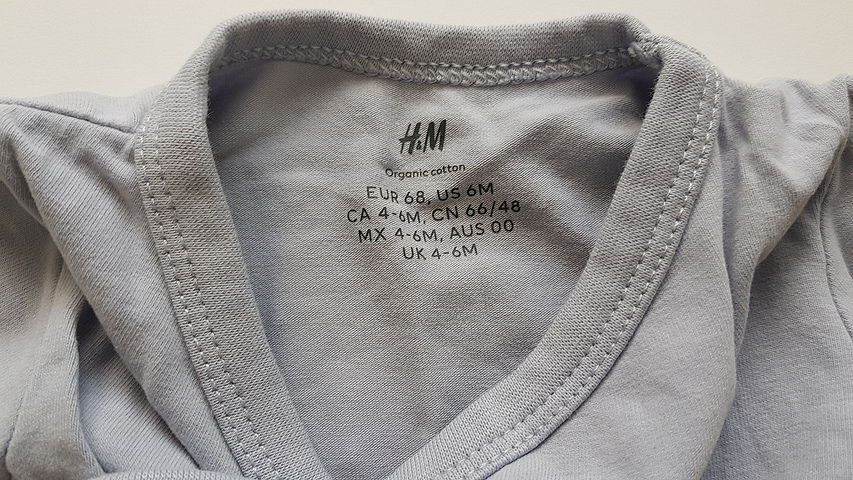 H&M
Organic cotton
EUR 68, US 6M
CA 4-6M, CN 66/48
MX 4-6M, AUS 00
UK 4-6M